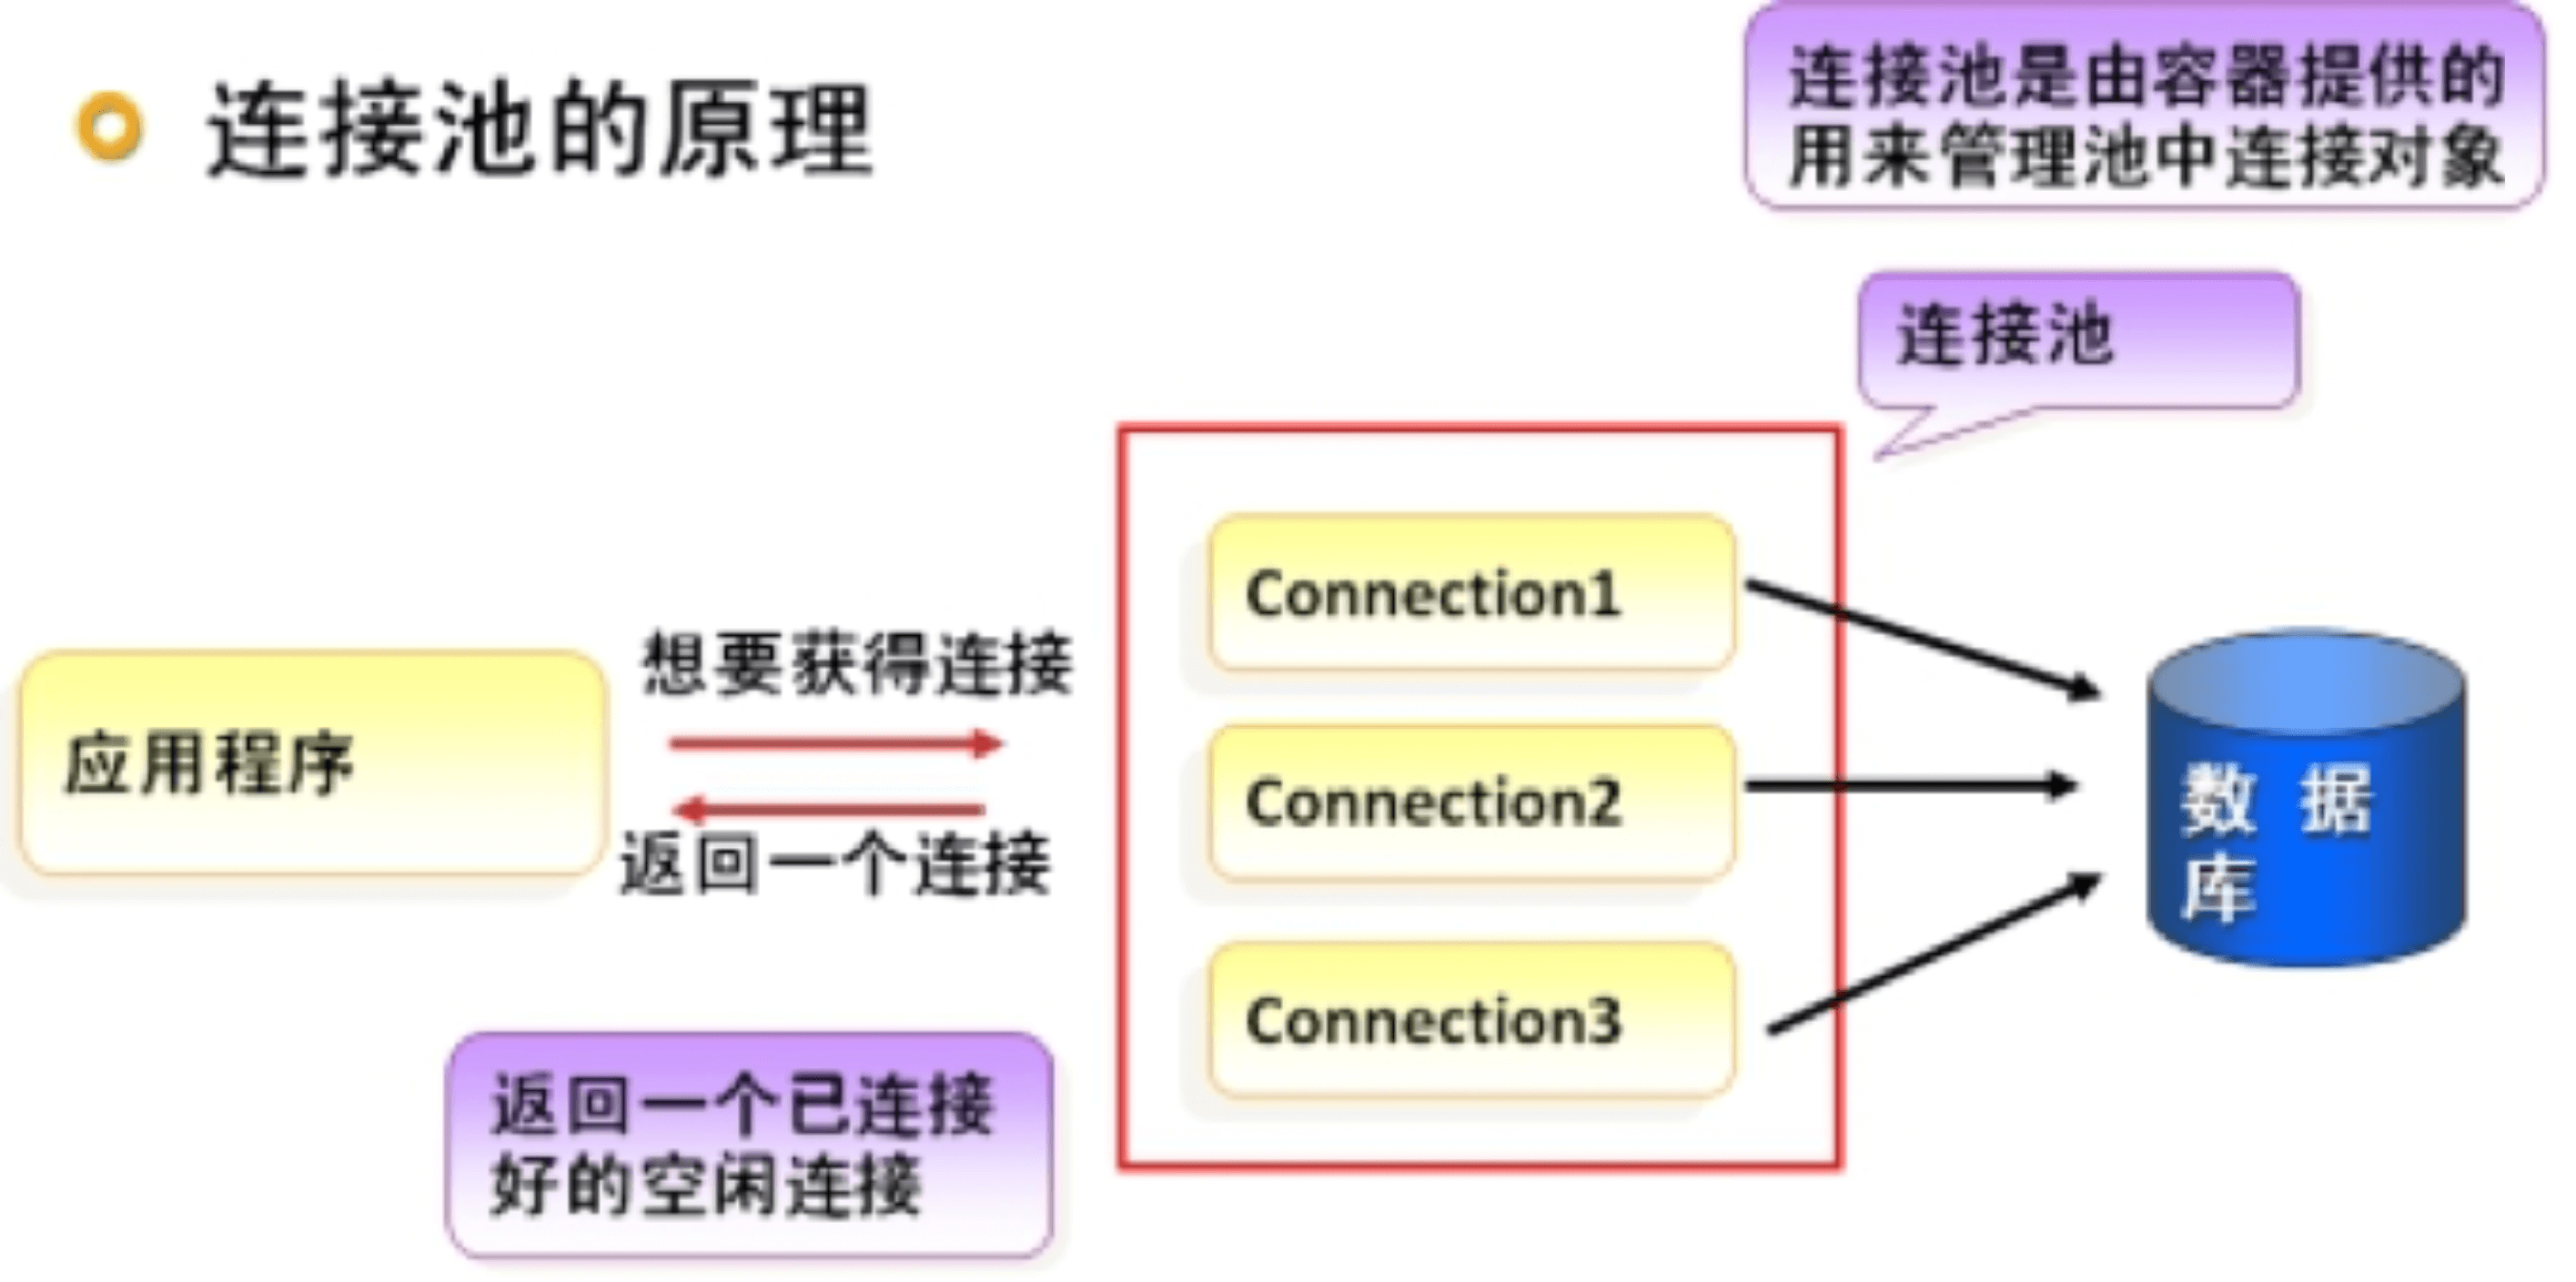 连接池的原理
连接池是由容器提供的
用来管理池中连接对象
连接池
Connection1
想要获得连接
应用程序
Connection2
数 据
库
返回一个连接
Connection3
返回一个已连接
好的空闲连接